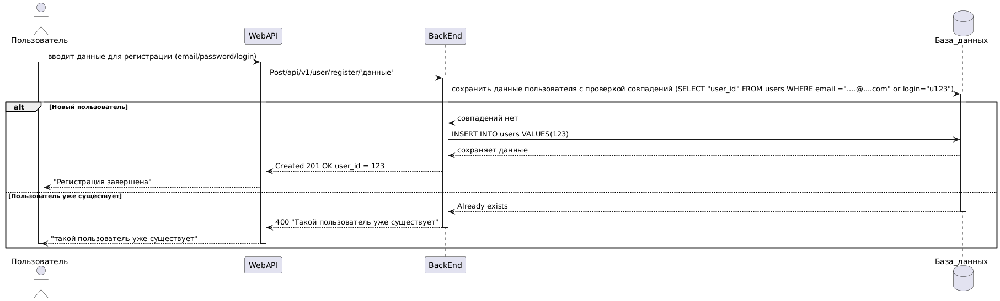 Пользователь
WebAPI
BackEnd
База_данных
вводит данные для регистрации (email/password/login)
Post/api/v1/user/register/'данные'
сохранить данные пользователя с проверкой совпадений (SELECT "user_id" FROM users WHERE email ="....@....com" or login="u123")
alt
[Новый пользователь]
совпадений нет
INSERT INTO users VALUES(123)
сохраняет данные
Created 201 OK user_id = 123
"Регистрация завершена"
[Пользователь уже существует]
Already exists
400 "Такой пользователь уже существует"
"такой пользователь уже существует"
Пользователь
WebAPI
BackEnd
База_данных